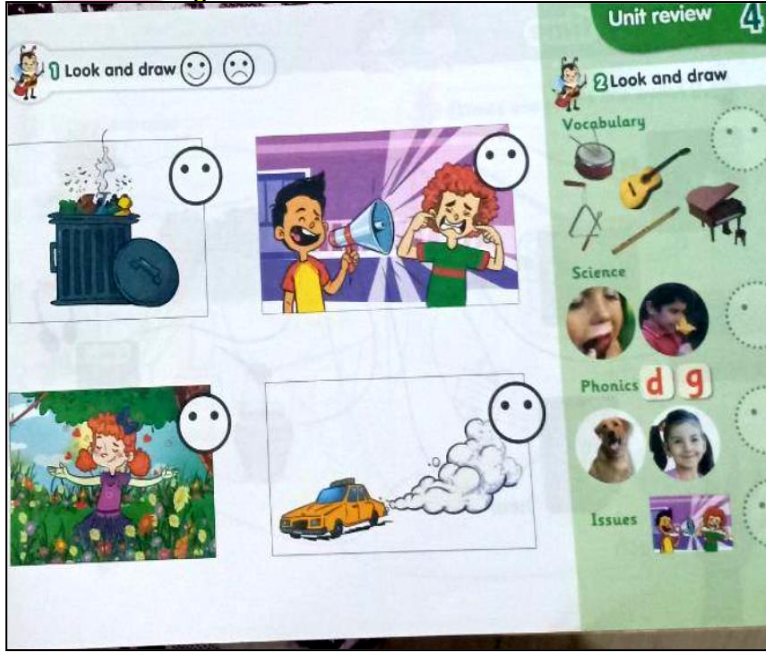 Unit review 4
1 Look and draw
2 Look and draw
Vocabulary
Science
Phonics d g
Issues